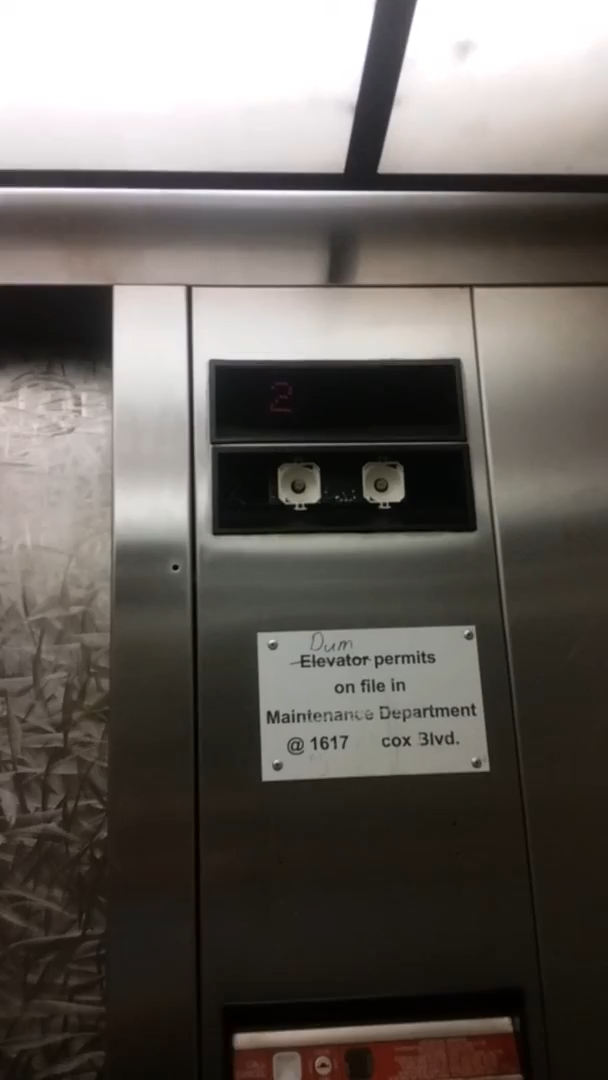 2
Dum
Elevator permits
on file in
Maintenance Department
@ 1617 cox Blvd.